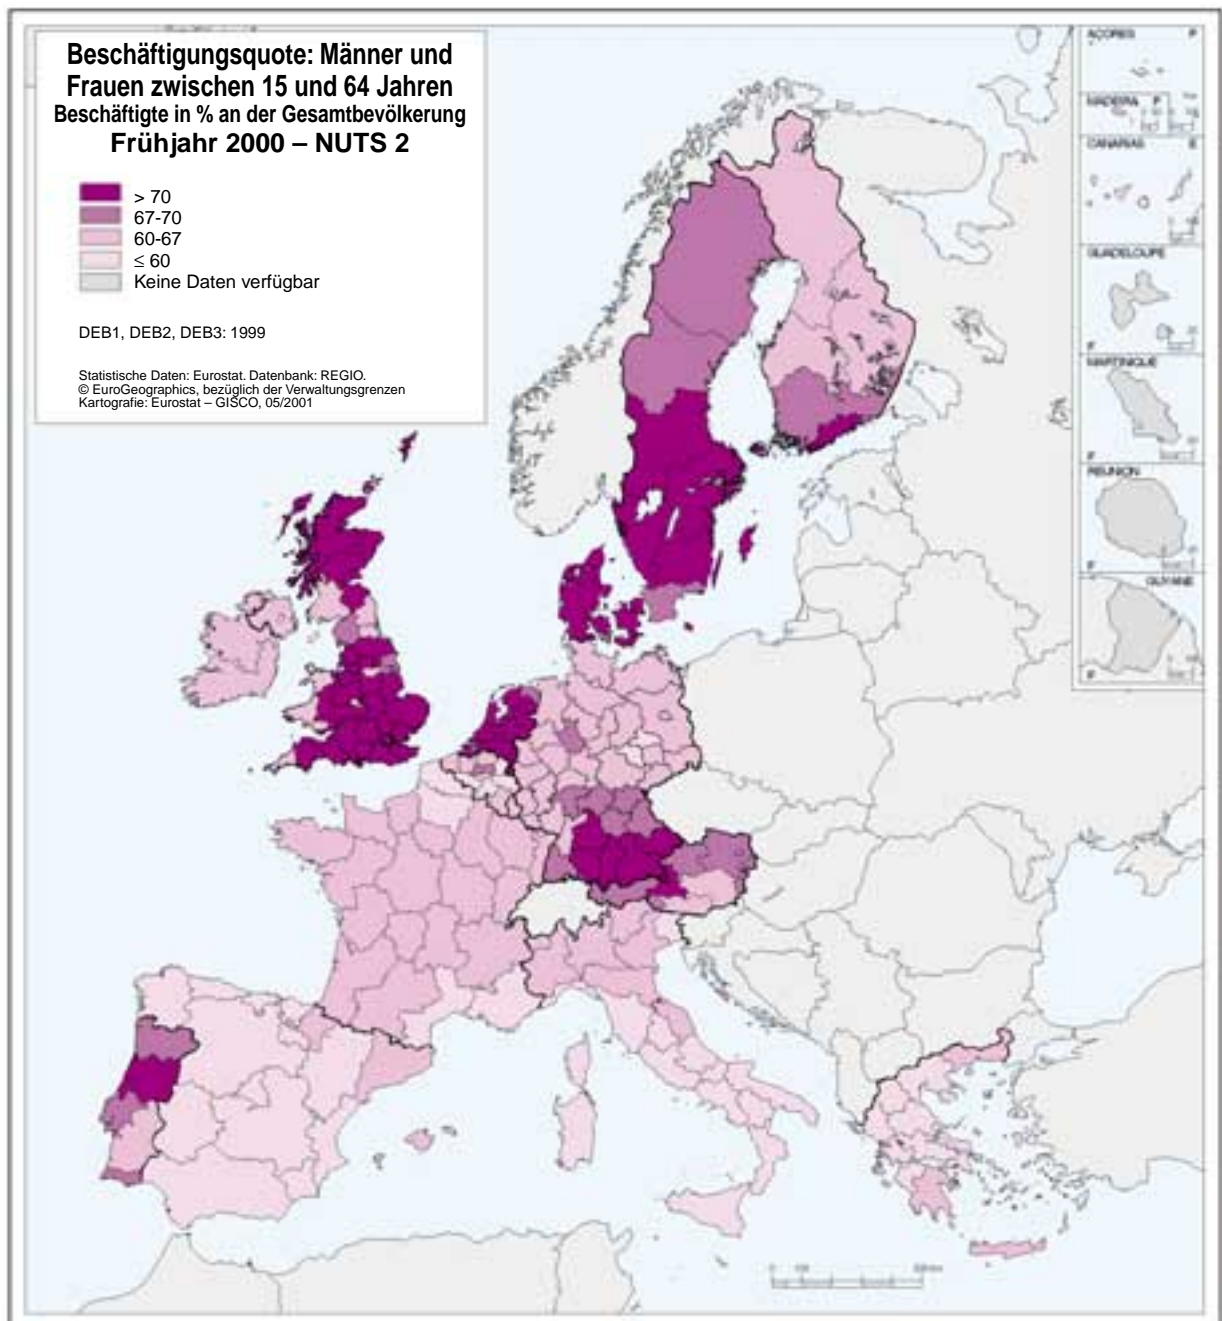 Beschäftigungsquote: Männer und
Frauen zwischen 15 und 64 Jahren
Beschäftigte in % an der Gesamtbevölkerung
Frühjahr 2000 – NUTS 2
> 70
67-70
60-67
≤ 60
Keine Daten verfügbar
DEB1, DEB2, DEB3: 1999
Statistische Daten: Eurostat. Datenbank: REGIO.
© EuroGeographics, bezüglich der Verwaltungsgrenzen
Kartografie: Eurostat – GISCO, 05/2001
AÇORES P
MADEIRA P
CANARIAS E
GUADELOUPE
F
MARTINIQUE
F
REUNION
F
GUYANE
F